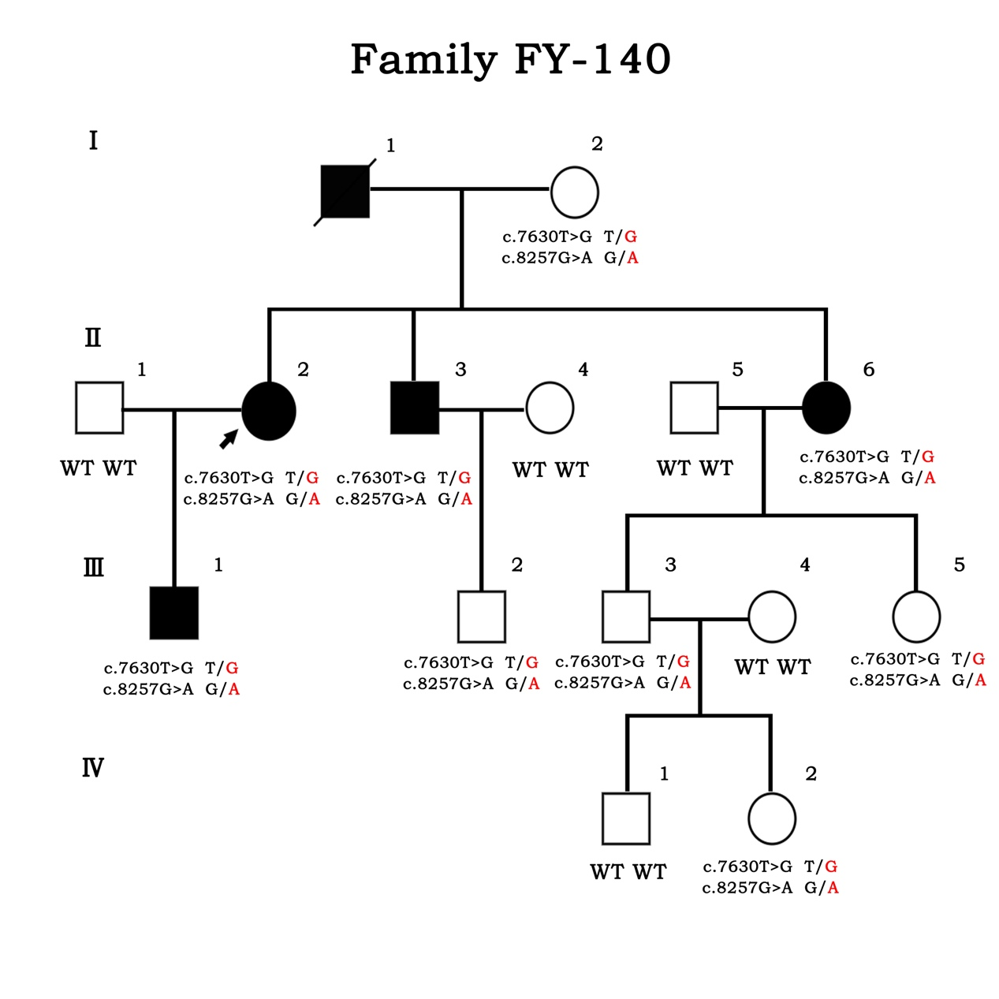 Family FY-140
I
1
2
c.7630T>G T/G
c.8257G>A G/A
II
1
2
3
4
5
6
WT WT
c.7630T>G T/G
c.8257G>A G/A
c.7630T>G T/G
c.8257G>A G/A
WT WT
WT WT
c.7630T>G T/G
c.8257G>A G/A
III
1
2
3
4
5
c.7630T>G T/G
c.8257G>A G/A
c.7630T>G T/G
c.8257G>A G/A
c.7630T>G T/G
c.8257G>A G/A
WT WT
c.7630T>G T/G
c.8257G>A G/A
IV
1
2
WT WT
c.7630T>G T/G
c.8257G>A G/A